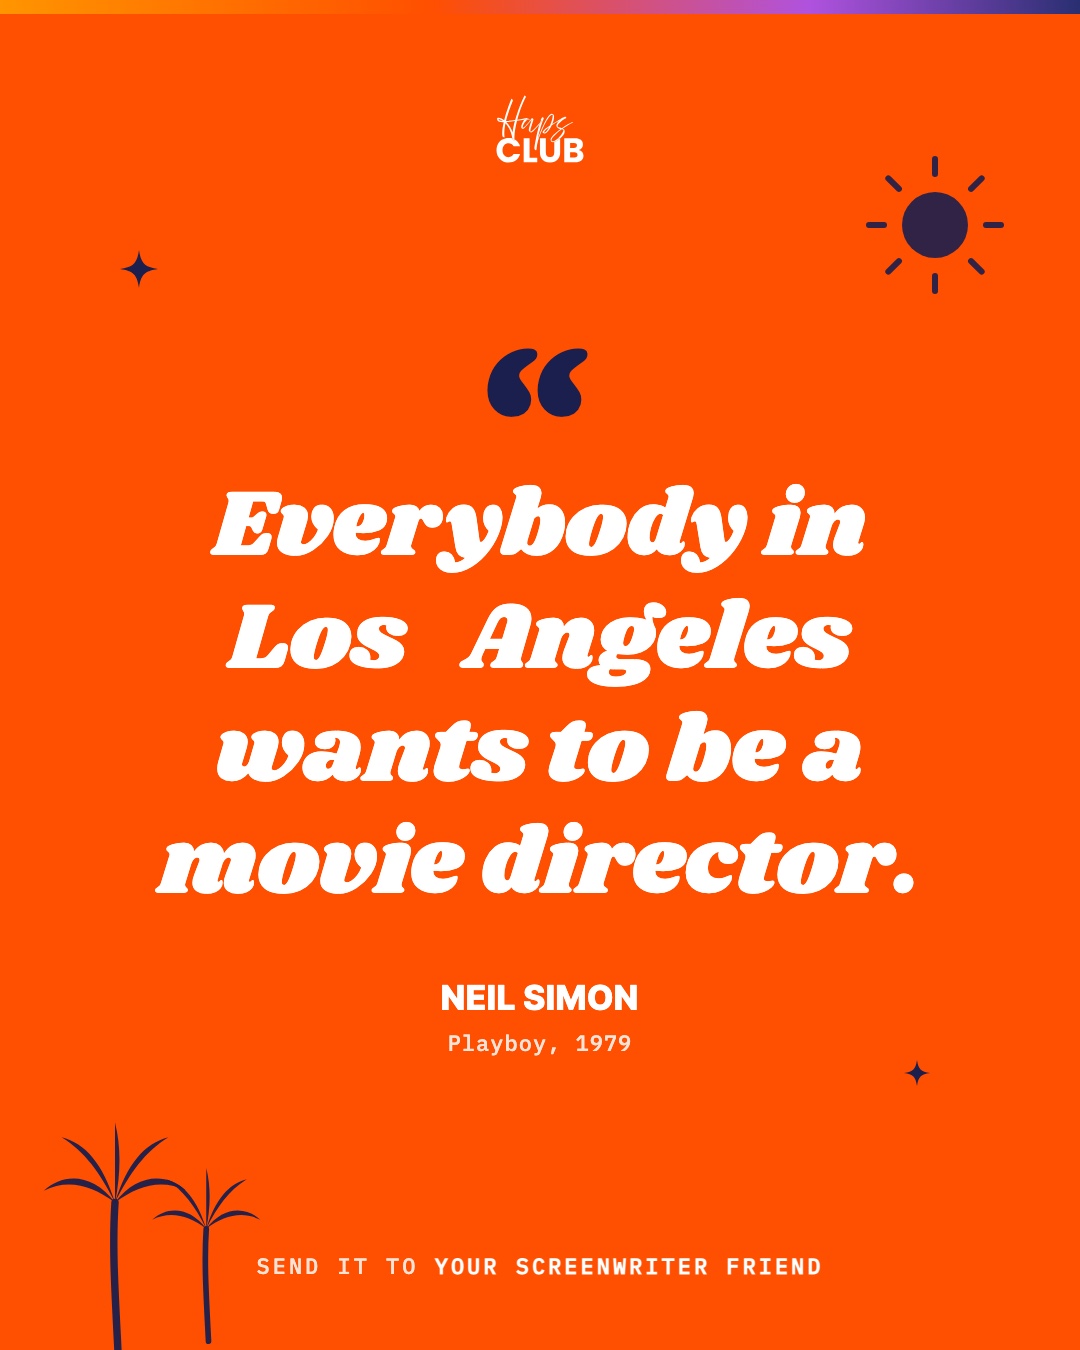 Haps
CLUB
“
Everybody in
Los Angeles
wants to be a
movie director.
NEIL SIMON
Playboy, 1979
SEND IT TO YOUR SCREENWRITER FRIEND